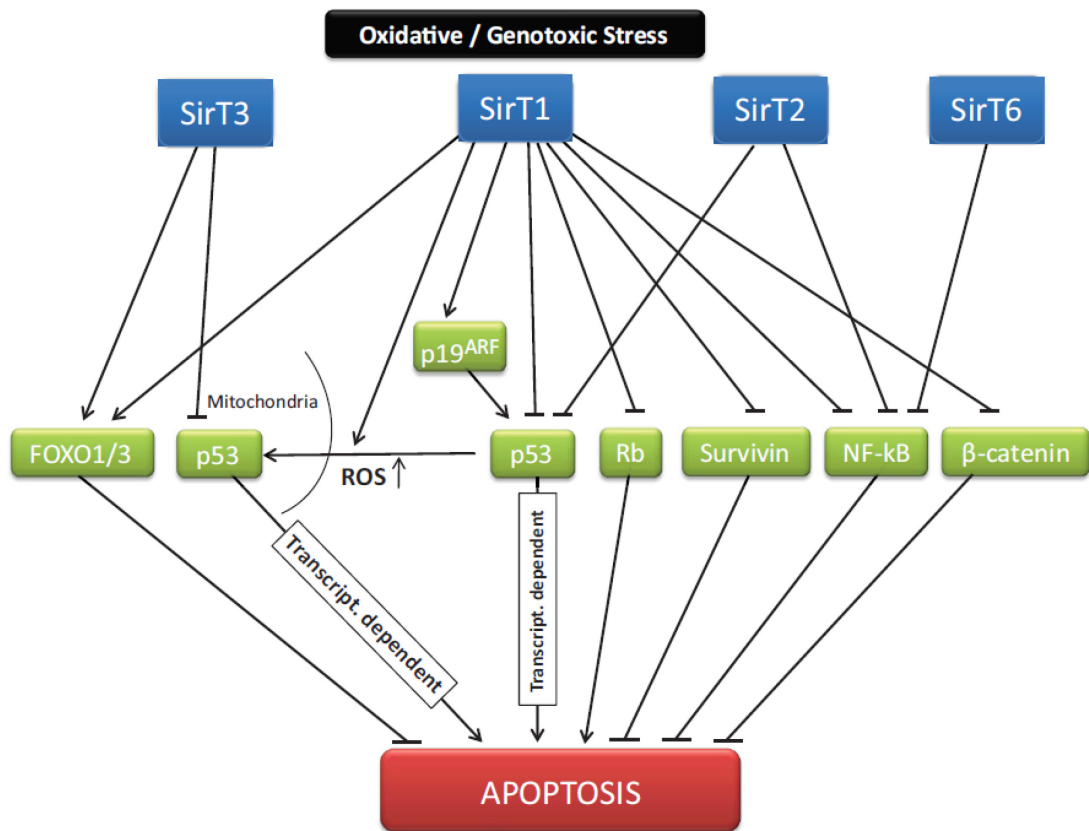 Oxidative / Genotoxic Stress
SirT3
SirT1
SirT2
SirT6
p19ARF
Mitochondria
FOXO1/3
p53
ROS ↑
p53
Rb
Survivin
NF-kB
β-catenin
Transcript. dependent
Transcript. dependent
APOPTOSIS